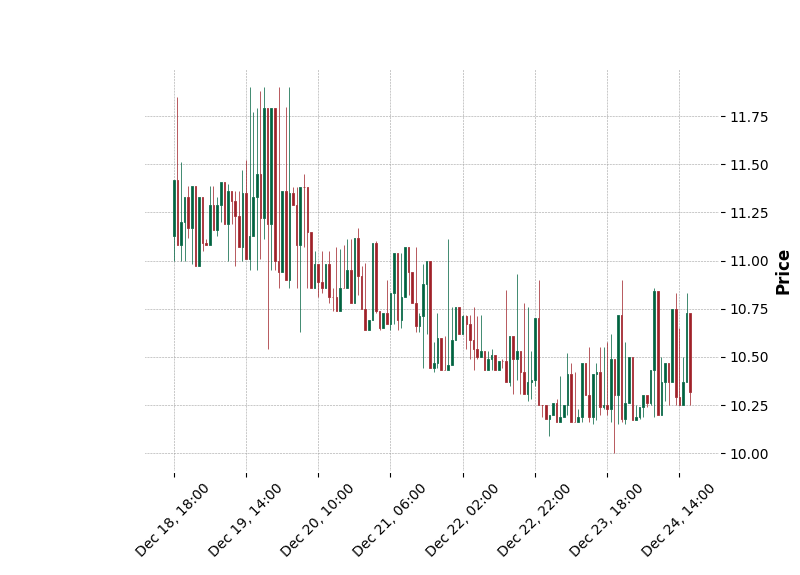 11.75
11.50
11.25
11.00
10.75
10.50
10.25
10.00
Price
Dec 18, 18:00
Dec 19, 14:00
Dec 20, 10:00
Dec 21, 06:00
Dec 22, 02:00
Dec 22, 22:00
Dec 23, 18:00
Dec 24, 14:00